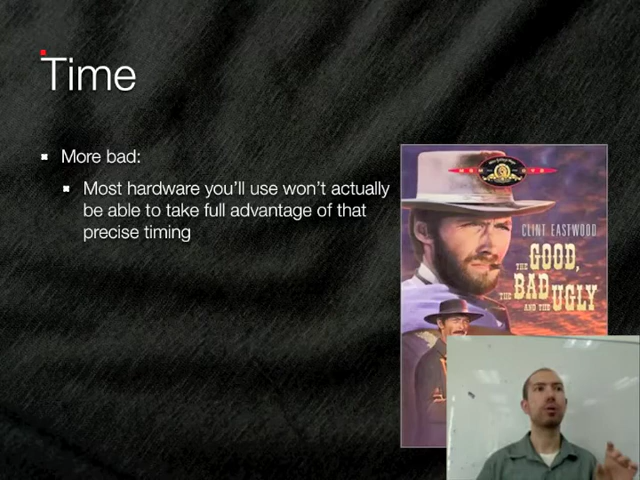 Time
More bad:
Most hardware you'll use won't actually
be able to take full advantage of that
precise timing
CLINT EASTWOOD
THE GOOD,
THE BAD
AND THE UGLY